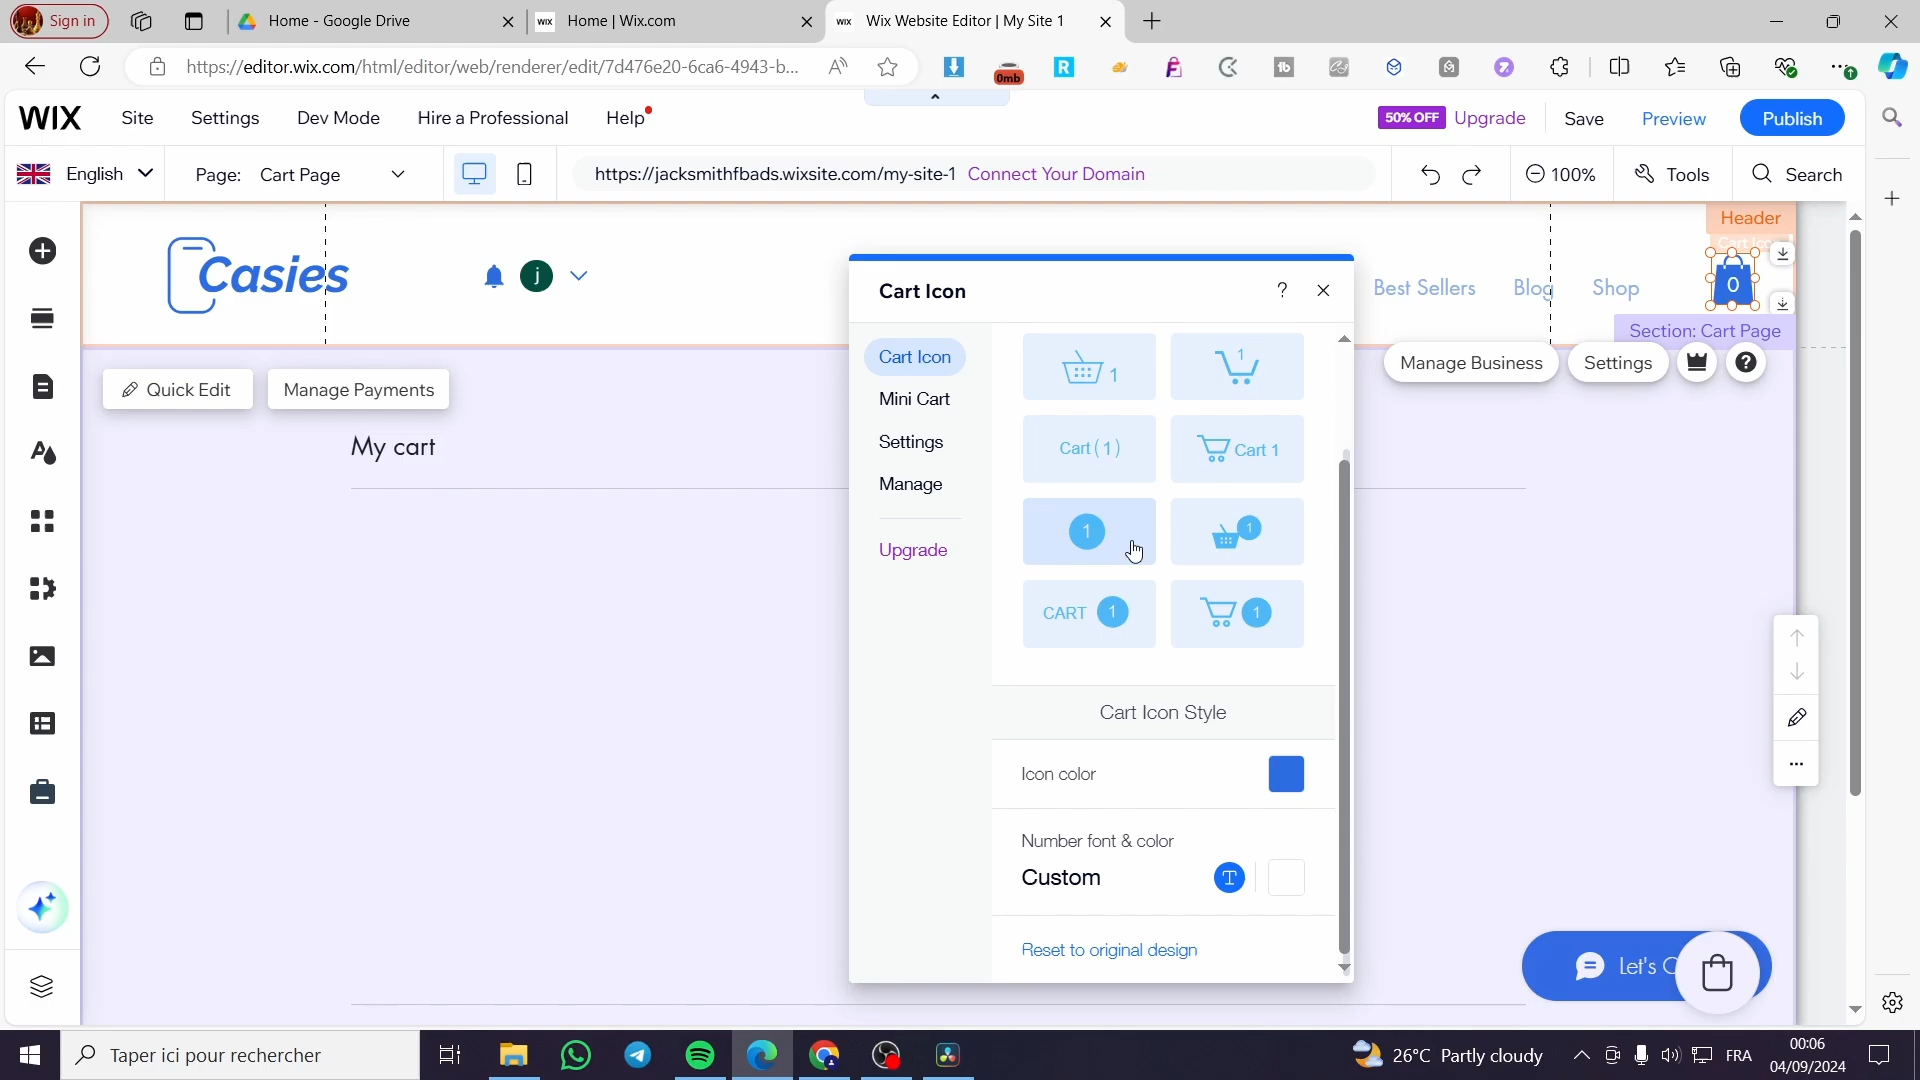 Sign in
Home - Google Drive
WIX Home | Wix.com
WIX Wix Website Editor | My Site 1
https://editor.wix.com/html/editor/web/renderer/edit/7d476e20-6ca6-4943-b...
0mb
WIX Site Settings Dev Mode Hire a Professional Help 50% OFF Upgrade Save Preview Publish
English Page: Cart Page https://jacksmithfbads.wixsite.com/my-site-1 Connect Your Domain 100% Tools Search
Header
Casies
j
Best Sellers Blog Shop
0
Section: Cart Page
Quick Edit
Manage Payments
Manage Business
Settings
My cart
Cart Icon
Cart Icon
Mini Cart
Settings
Manage
Upgrade
1
1
Cart (1)
Cart 1
1
1
CART 1
1
Cart Icon Style
Icon color
Number font & color
Custom
T
Reset to original design
Let's
Taper ici pour rechercher
26°C Partly cloudy
FRA
00:06
04/09/2024